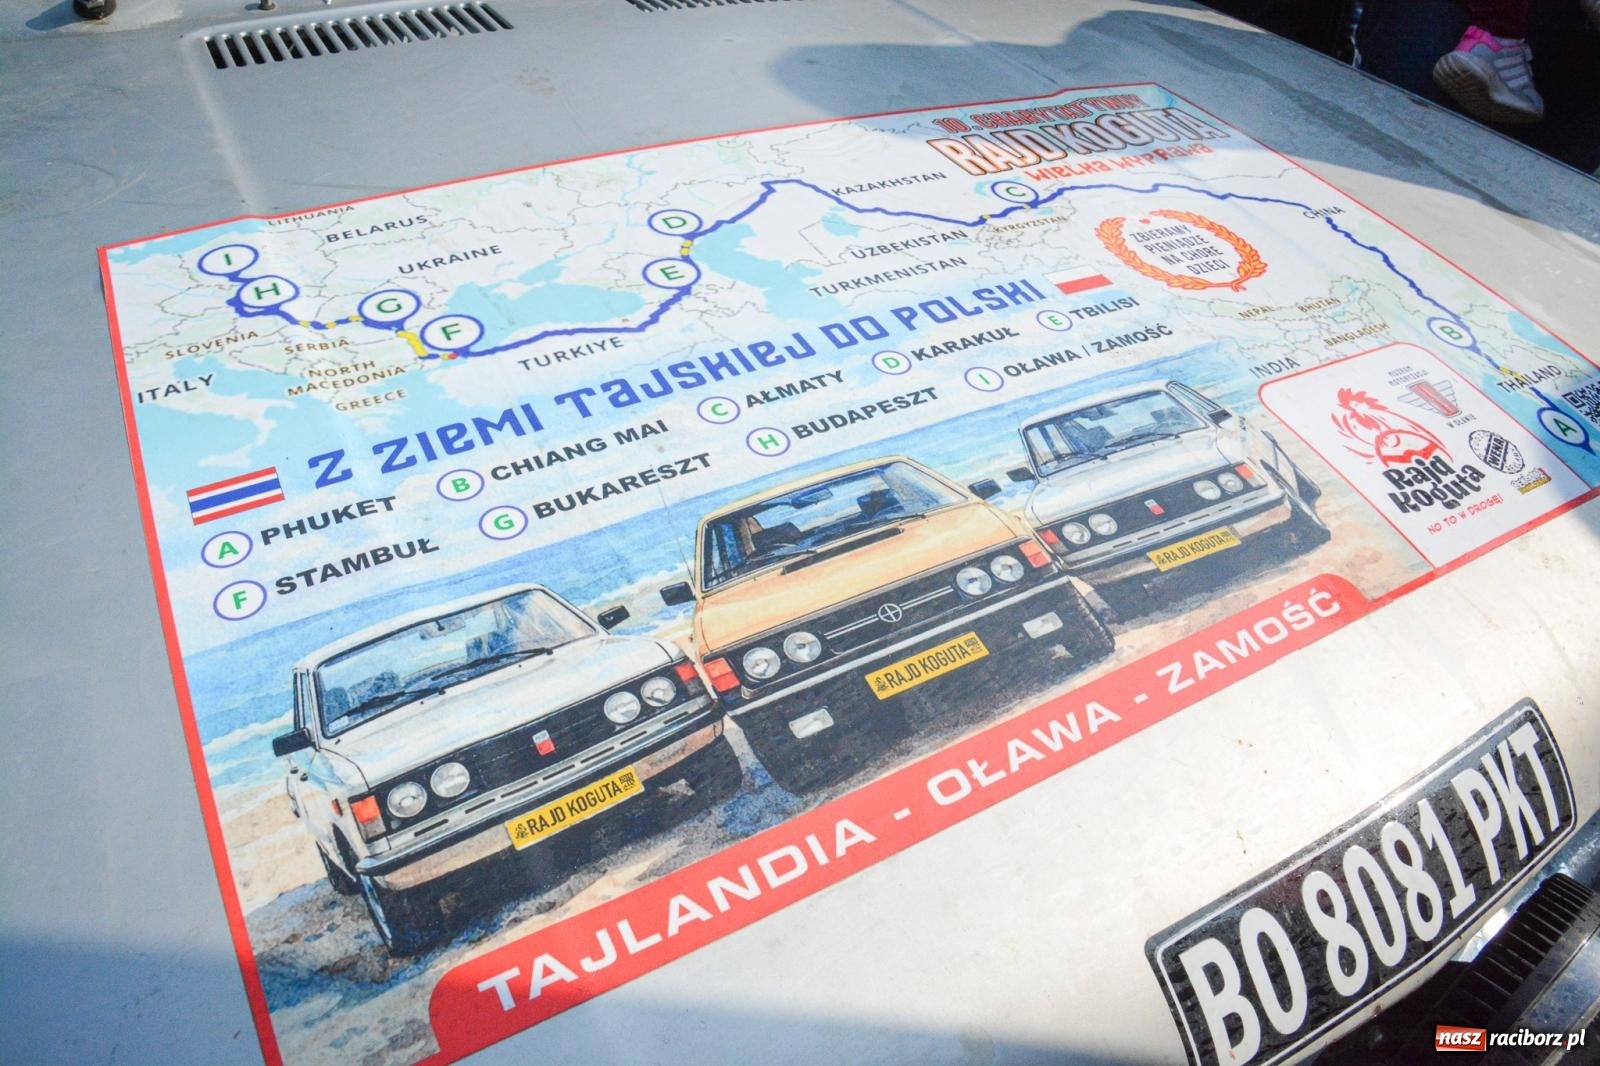 10. CHARYTATYWNY
RAJD KOGUTA
WIELKA WYPRAWA
LITHUANIA
BELARUS
UKRAINE
KAZAKHSTAN
UZBEKISTAN
KYRGYZSTAN
TURKMENISTAN
CHINA
NEPAL
BHUTAN
BANGLADESH
INDIA
THAILAND
SLOVENIA
SERBIA
ITALY
NORTH
MACEDONIA
GREECE
TURKIYE
I
H
G
F
D
E
C
B
A
ZBIERAMY
PIENIĄDZE
NA CHORE
DZIECI
Z ZIEMI TAJSKIEJ DO POLSKI
A PHUKET B CHIANG MAI C AŁMATY D KARAKUŁ E TBILISI
F STAMBUŁ G BUKARESZT H BUDAPESZT I OŁAWA / ZAMOŚĆ
MUZEUM
MOTORYZACJI
W OŁAWIE
Rajd
Koguta
NO TO W DROGĘ!
RAJD KOGUTA
RAJD KOGUTA
RAJD KOGUTA
TAJLANDIA - OŁAWA - ZAMOŚĆ
BO 8081 PKT
nasz raciborz.pl